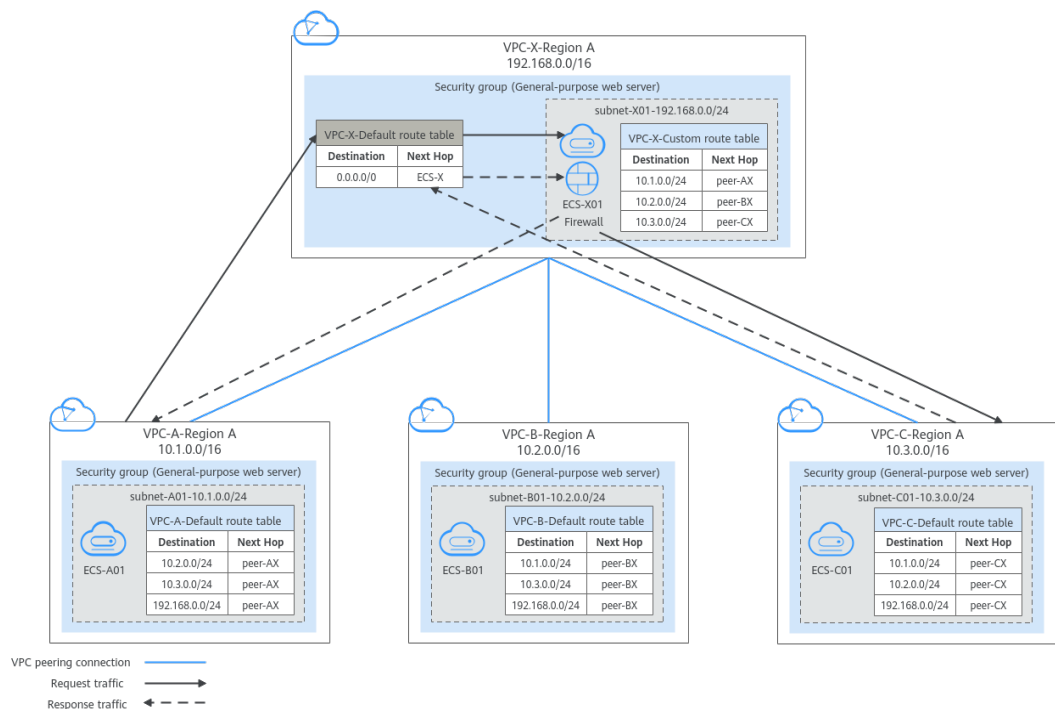 VPC-X-Region A
192.168.0.0/16
Security group (General-purpose web server)
subnet-X01-192.168.0.0/24
VPC-X-Default route table
Destination Next Hop
0.0.0.0/0 ECS-X
ECS-X01
Firewall
VPC-X-Custom route table
Destination Next Hop
10.1.0.0/24 peer-AX
10.2.0.0/24 peer-BX
10.3.0.0/24 peer-CX
VPC-A-Region A
10.1.0.0/16
Security group (General-purpose web server)
subnet-A01-10.1.0.0/24
ECS-A01
VPC-A-Default route table
Destination Next Hop
10.2.0.0/24 peer-AX
10.3.0.0/24 peer-AX
192.168.0.0/24 peer-AX
VPC-B-Region A
10.2.0.0/16
Security group (General-purpose web server)
subnet-B01-10.2.0.0/24
ECS-B01
VPC-B-Default route table
Destination Next Hop
10.1.0.0/24 peer-BX
10.3.0.0/24 peer-BX
192.168.0.0/24 peer-BX
VPC-C-Region A
10.3.0.0/16
Security group (General-purpose web server)
subnet-C01-10.3.0.0/24
ECS-C01
VPC-C-Default route table
Destination Next Hop
10.1.0.0/24 peer-CX
10.2.0.0/24 peer-CX
192.168.0.0/24 peer-CX
VPC peering connection
Request traffic
Response traffic